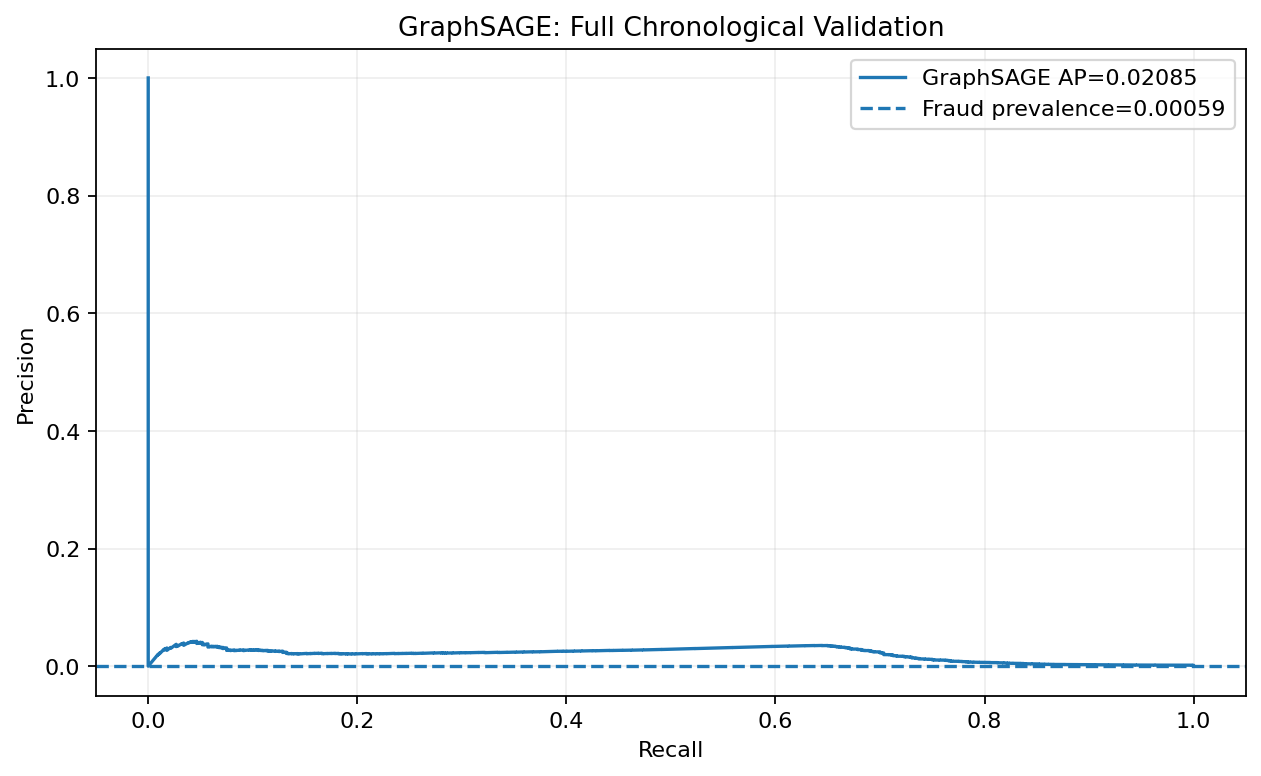 GraphSAGE: Full Chronological Validation
GraphSAGE AP=0.02085
Fraud prevalence=0.00059
1.0
0.8
0.6
0.4
0.2
0.0
Precision
0.0 0.2 0.4 0.6 0.8 1.0
Recall